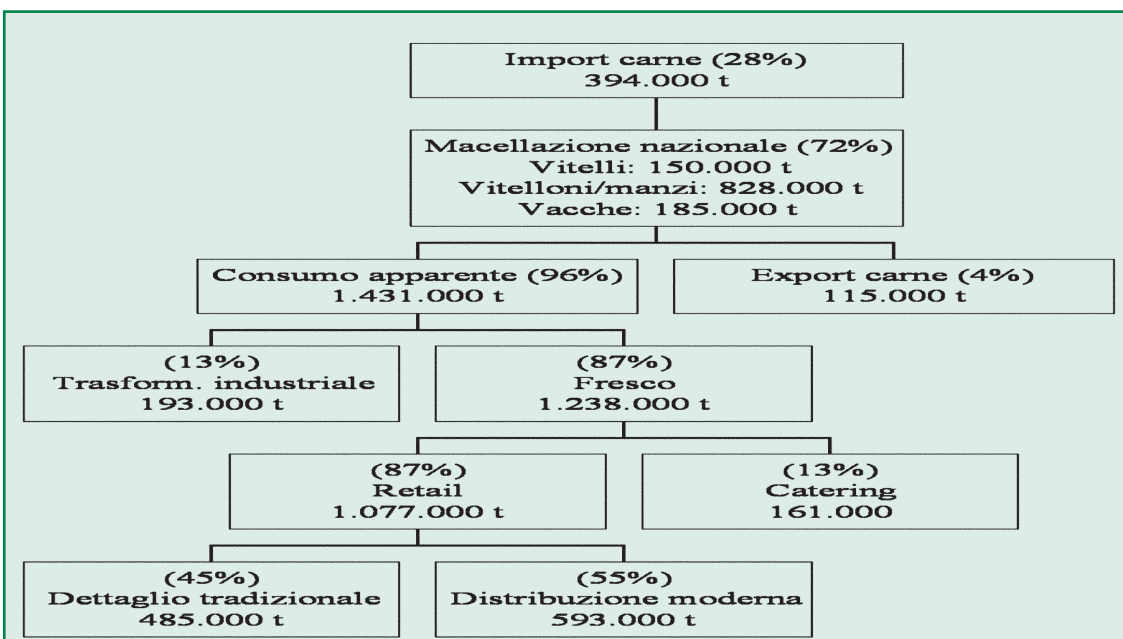 Import carne (28%)
394.000 t
Macellazione nazionale (72%)
Vitelli: 150.000 t
Vitelloni/manzi: 828.000 t
Vacche: 185.000 t
Consumo apparente (96%)
1.431.000 t
Export carne (4%)
115.000 t
(13%)
Trasform. industriale
193.000 t
(87%)
Fresco
1.238.000 t
(87%)
Retail
1.077.000 t
(13%)
Catering
161.000
(45%)
Dettaglio tradizionale
485.000 t
(55%)
Distribuzione moderna
593.000 t